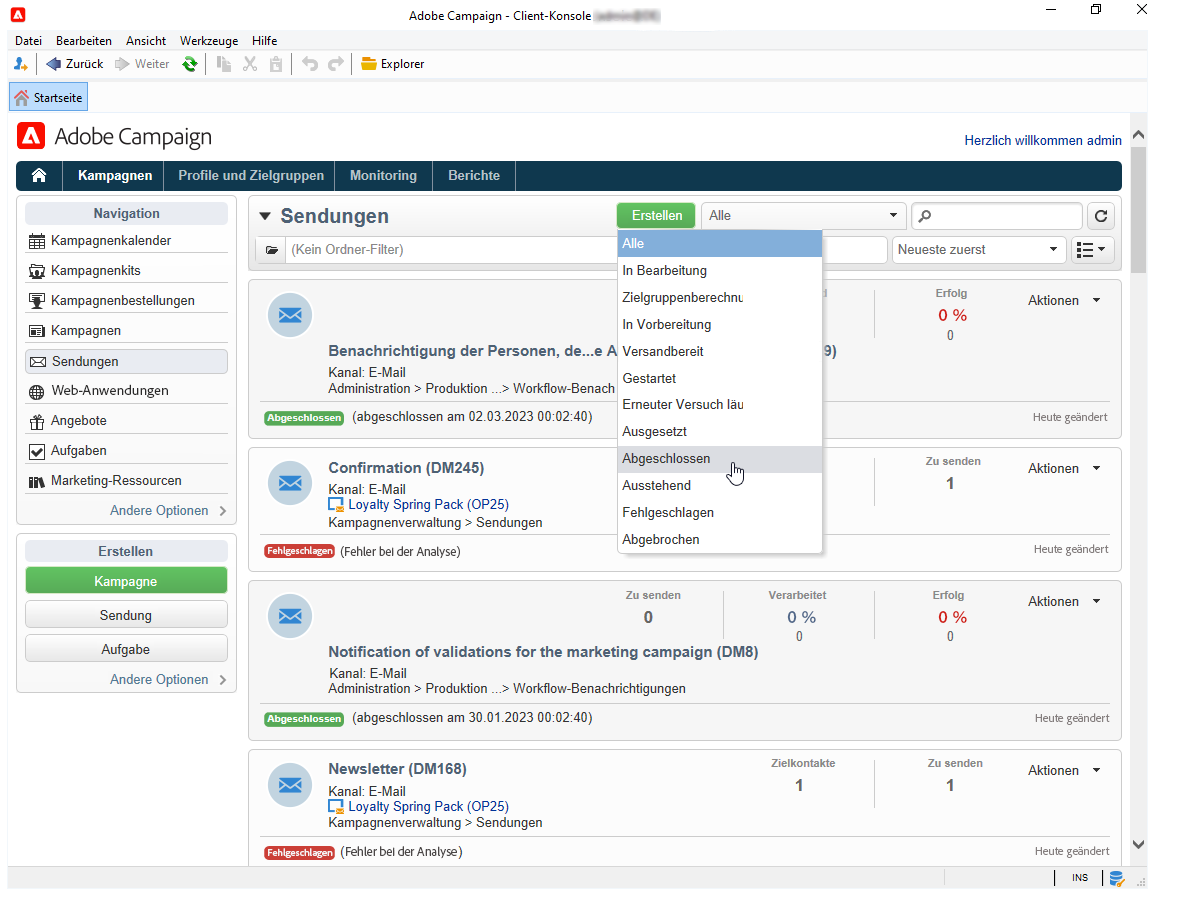 Adobe Campaign - Client-Konsole
Datei Bearbeiten Ansicht Werkzeuge Hilfe
Zurück Weiter Explorer
Startseite
Adobe Campaign
Herzlich willkommen admin
Kampagnen Profile und Zielgruppen Monitoring Berichte
Navigation
Kampagnenkalender
Kampagnenkits
Kampagnenbestellungen
Kampagnen
Sendungen
Web-Anwendungen
Angebote
Aufgaben
Marketing-Ressourcen
Andere Optionen
Erstellen
Kampagne
Sendung
Aufgabe
Andere Optionen
Sendungen
Erstellen
Alle
(Kein Ordner-Filter)
Neueste zuerst
Alle
In Bearbeitung
Zielgruppenberechnu
In Vorbereitung
Versandbereit
Gestartet
Erneuter Versuch läu
Ausgesetzt
Abgeschlossen
Ausstehend
Fehlgeschlagen
Abgebrochen
Erfolg
0 %
0
Aktionen
Benachrichtigung der Personen, de...e A
9)
Kanal: E-Mail
Administration > Produktion ...> Workflow-Benach
Abgeschlossen (abgeschlossen am 02.03.2023 00:02:40)
Heute geändert
Zu senden
1
Aktionen
Confirmation (DM245)
Kanal: E-Mail
Loyalty Spring Pack (OP25)
Kampagnenverwaltung > Sendungen
Fehlgeschlagen (Fehler bei der Analyse)
Heute geändert
Zu senden Verarbeitet Erfolg
0 0 % 0 %
0 0
Aktionen
Notification of validations for the marketing campaign (DM8)
Kanal: E-Mail
Administration > Produktion ...> Workflow-Benachrichtigungen
Abgeschlossen (abgeschlossen am 30.01.2023 00:02:40)
Heute geändert
Newsletter (DM168)
Zielkontakte Zu senden
1 1
Aktionen
Kanal: E-Mail
Loyalty Spring Pack (OP25)
Kampagnenverwaltung > Sendungen
Fehlgeschlagen (Fehler bei der Analyse)
Heute geändert
INS